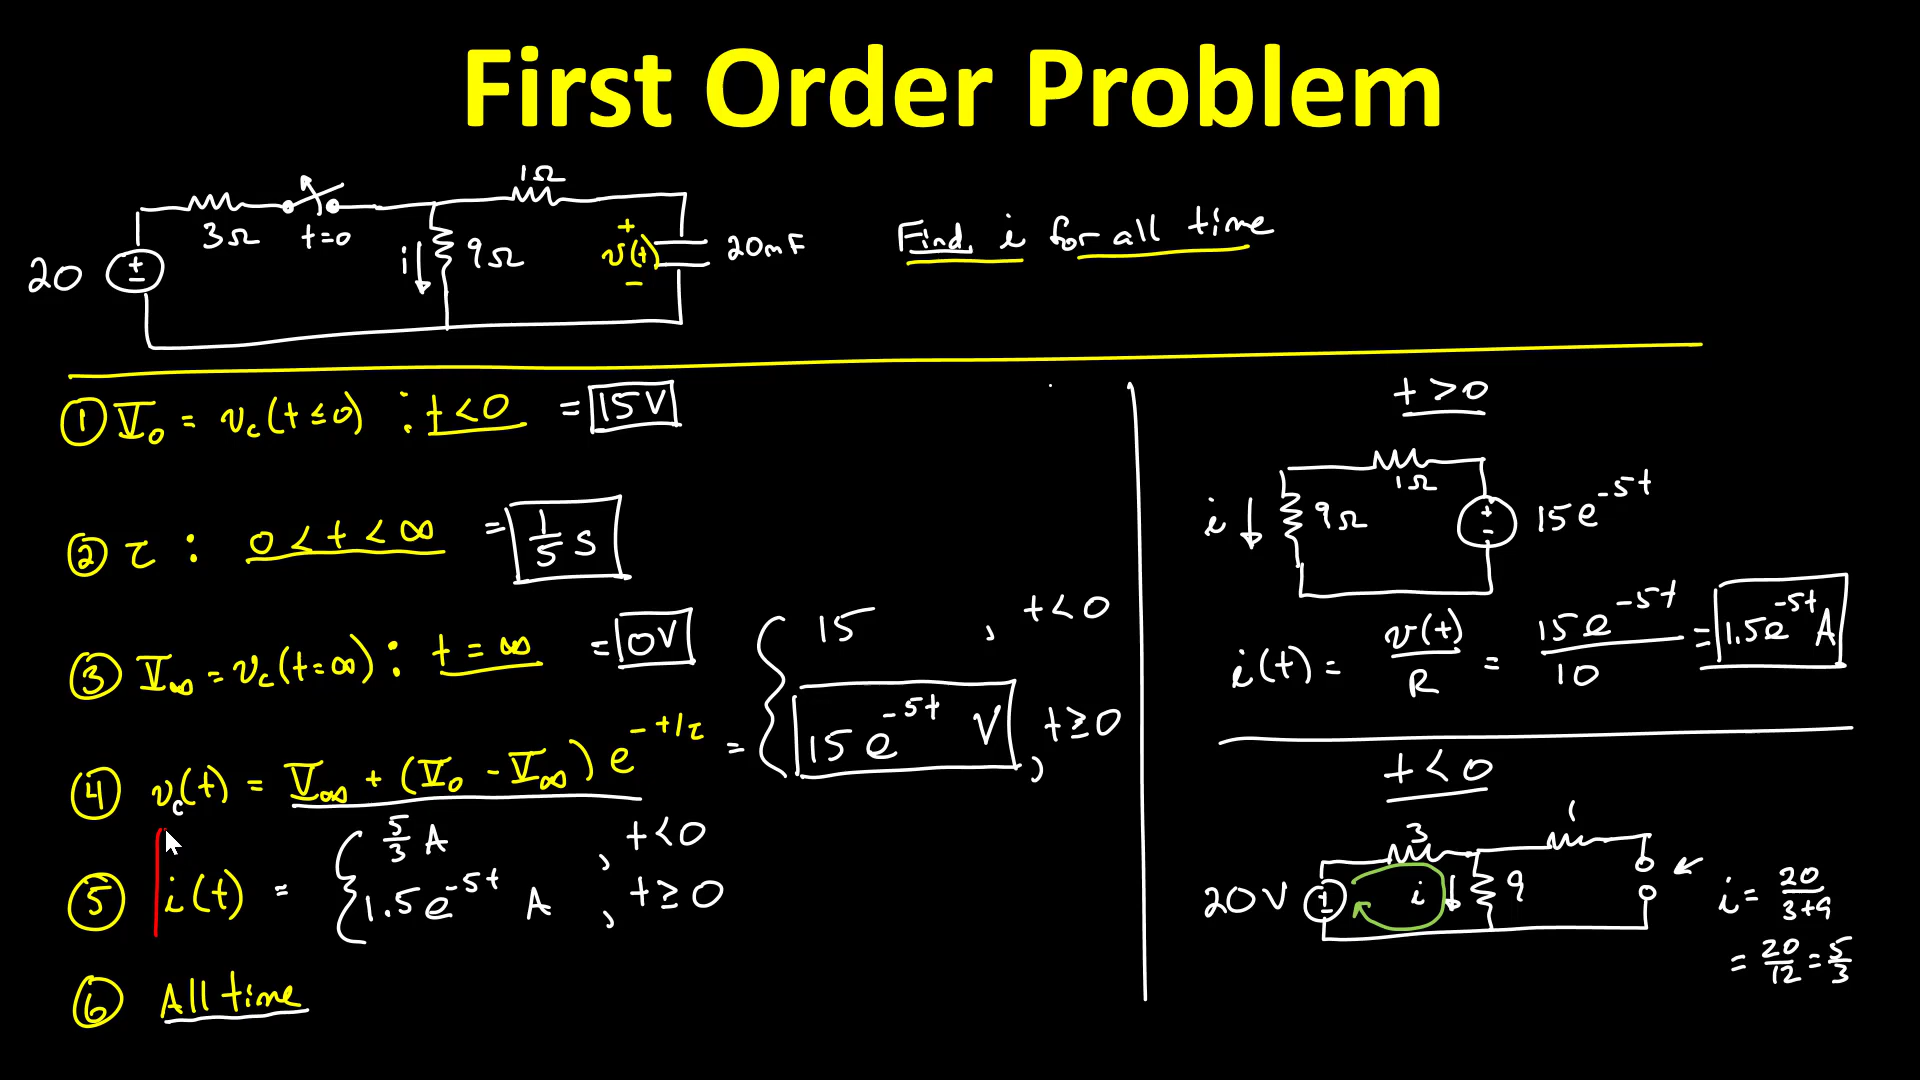 First Order Problem
1Ω
3Ω t=0
20 + − i 9Ω + v(t) − 20mF
Find i for all time
① V₀ = v_c(t≤0) : t<0 = 15V
② τ : 0<t<∞ = 1/5 s
③ V∞ = v_c(t=∞) : t=∞ = 0V
④ v_c(t) = V∞ + (V₀ - V∞) e^(-t/τ) = { 15 , t<0
15 e^(-5t) V , t≥0
⑤ i(t) = { 5/3 A , t<0
1.5e^(-5t) A , t≥0
⑥ All time
t>0
1Ω
i 9Ω + − 15e^(-5t)
i(t) = v(t)/R = 15e^(-5t)/10 = 1.5e^(-5t) A
t<0
3 1
20V + − i 9
i = 20/(3+9)
= 20/12 = 5/3